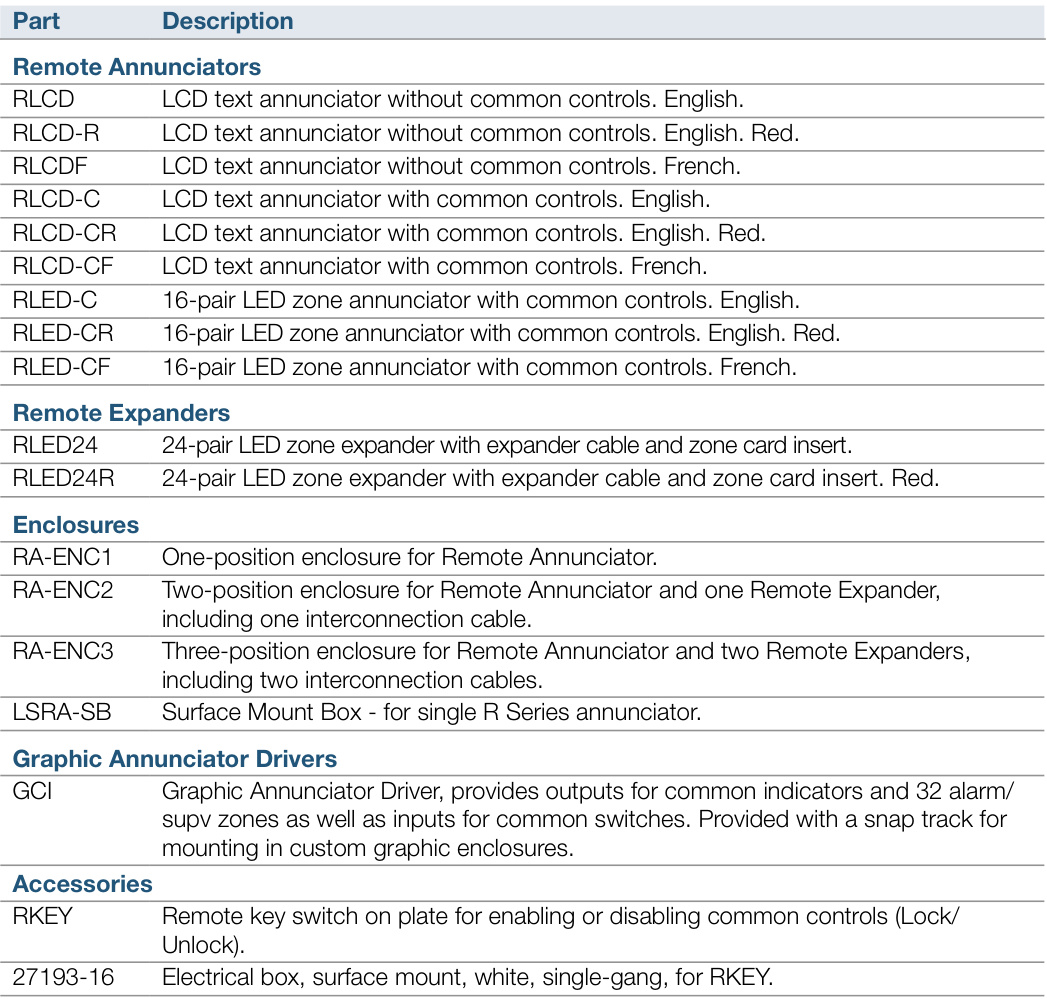 Part Description
Remote Annunciators
RLCD LCD text annunciator without common controls. English.
RLCD-R LCD text annunciator without common controls. English. Red.
RLCDF LCD text annunciator without common controls. French.
RLCD-C LCD text annunciator with common controls. English.
RLCD-CR LCD text annunciator with common controls. English. Red.
RLCD-CF LCD text annunciator with common controls. French.
RLED-C 16-pair LED zone annunciator with common controls. English.
RLED-CR 16-pair LED zone annunciator with common controls. English. Red.
RLED-CF 16-pair LED zone annunciator with common controls. French.
Remote Expanders
RLED24 24-pair LED zone expander with expander cable and zone card insert.
RLED24R 24-pair LED zone expander with expander cable and zone card insert. Red.
Enclosures
RA-ENC1 One-position enclosure for Remote Annunciator.
RA-ENC2 Two-position enclosure for Remote Annunciator and one Remote Expander,
including one interconnection cable.
RA-ENC3 Three-position enclosure for Remote Annunciator and two Remote Expanders,
including two interconnection cables.
LSRA-SB Surface Mount Box - for single R Series annunciator.
Graphic Annunciator Drivers
GCI Graphic Annunciator Driver, provides outputs for common indicators and 32 alarm/
supv zones as well as inputs for common switches. Provided with a snap track for
mounting in custom graphic enclosures.
Accessories
RKEY Remote key switch on plate for enabling or disabling common controls (Lock/
Unlock).
27193-16 Electrical box, surface mount, white, single-gang, for RKEY.